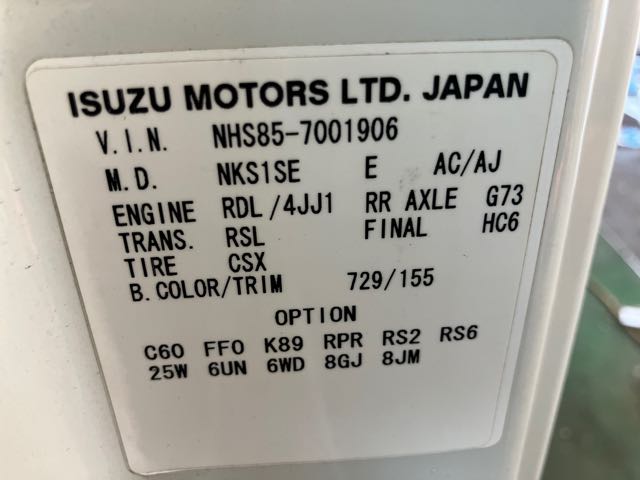 ISUZU MOTORS LTD. JAPAN
V.I.N. NHS85-7001906
M.D. NKS1SE E AC/AJ
ENGINE RDL/4JJ1 RR AXLE G73
TRANS. RSL FINAL HC6
TIRE CSX
B.COLOR/TRIM 729/155
OPTION
C60 FF0 K89 RPR RS2 RS6
25W 6UN 6WD 8GJ 8JM